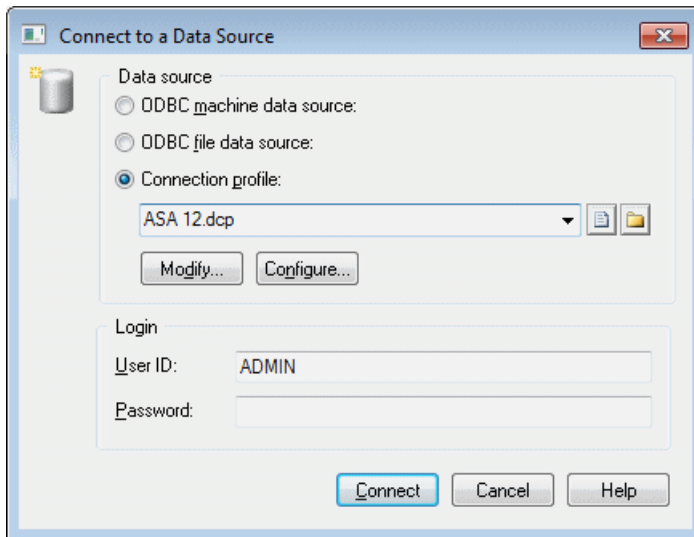 Connect to a Data Source
Data source
ODBC machine data source:
ODBC file data source:
Connection profile:
ASA 12.dcp
Modify... Configure...
Login
User ID: ADMIN
Password:
Connect Cancel Help